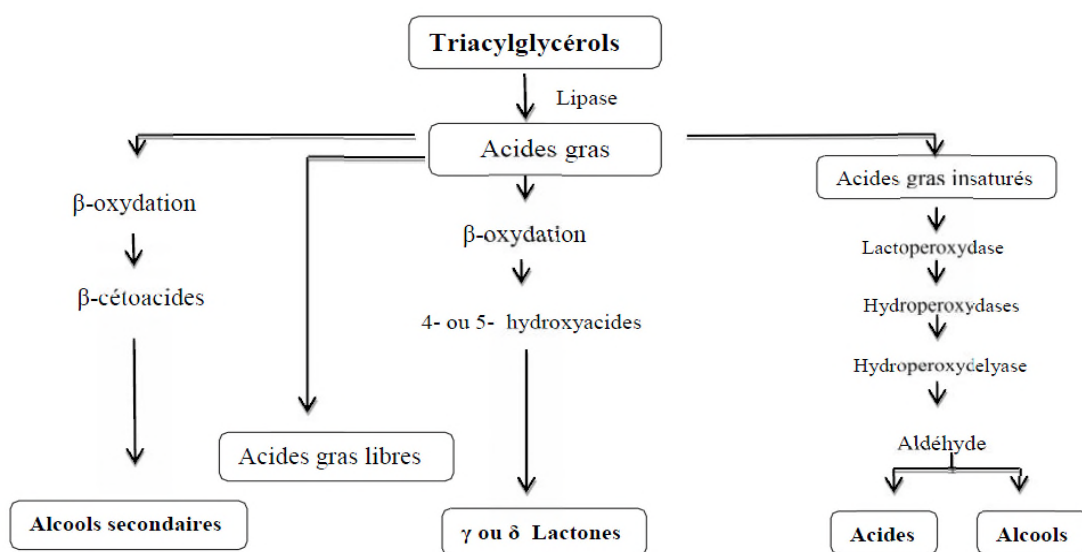 Triacylglycérols
Lipase
Acides gras
β-oxydation
β-cétoacides
Alcools secondaires
Acides gras libres
β-oxydation
4- ou 5- hydroxyacides
γ ou δ Lactones
Acides gras insaturés
Lactoperoxydase
Hydroperoxydases
Hydroperoxydelyase
Aldéhyde
Acides
Alcools